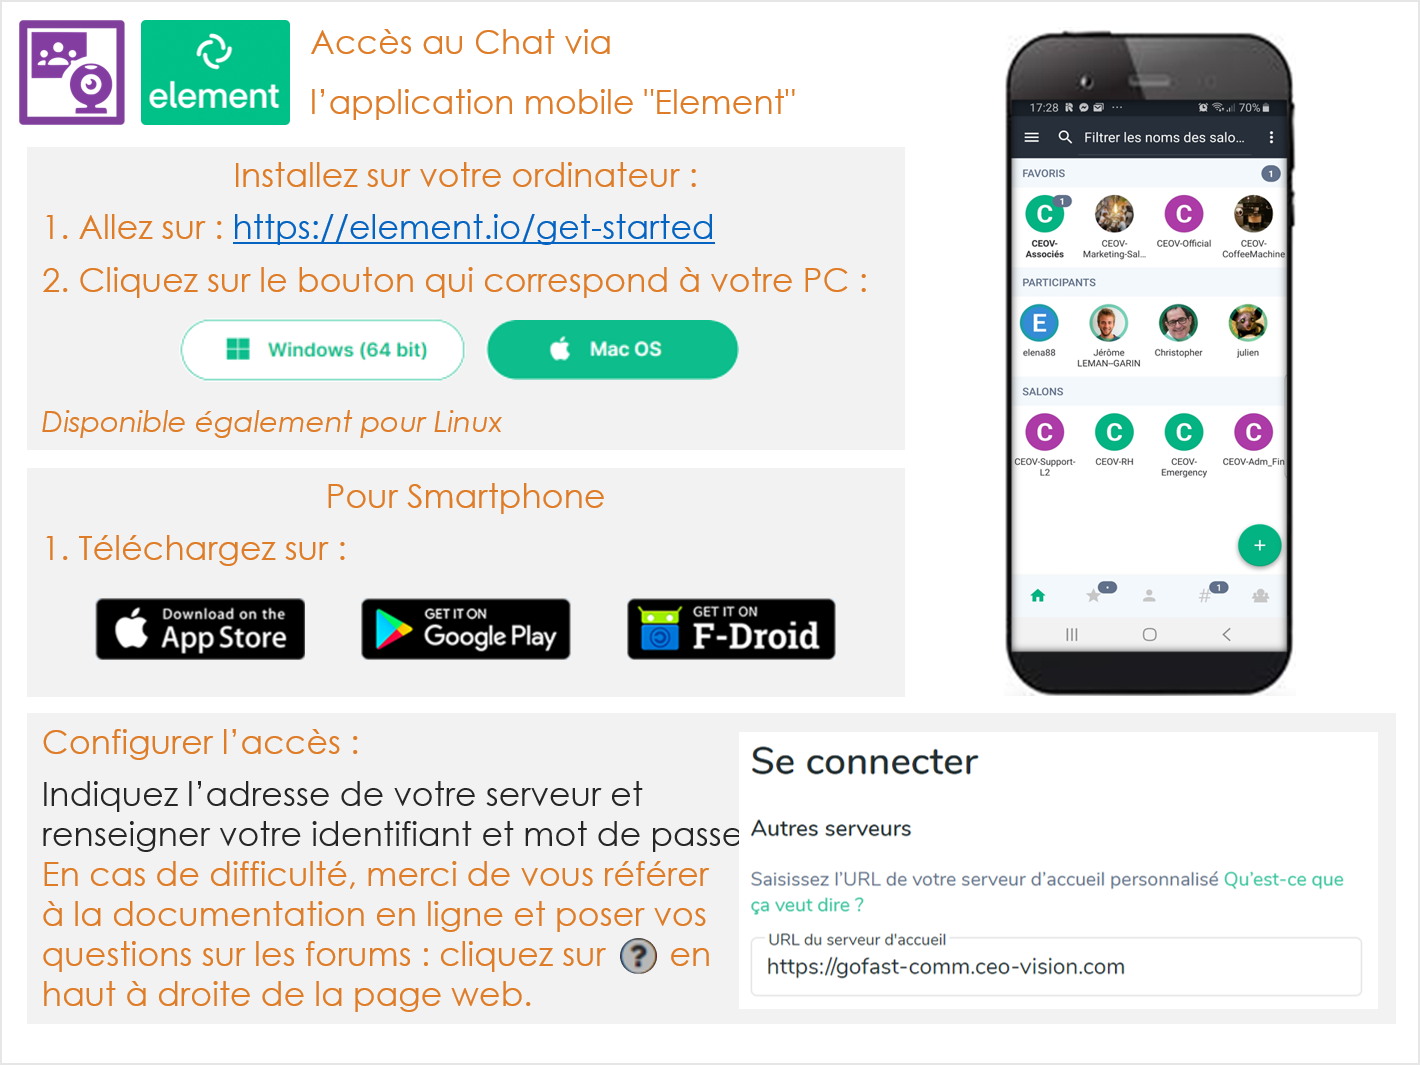 element
Accès au Chat via
l’application mobile "Element"
Installez sur votre ordinateur :
1. Allez sur : https://element.io/get-started
2. Cliquez sur le bouton qui correspond à votre PC :
Windows (64 bit)
Mac OS
Disponible également pour Linux
Pour Smartphone
1. Téléchargez sur :
Download on the
App Store
GET IT ON
Google Play
GET IT ON
F-Droid
17:28
70%
Filtrer les noms des salo...
FAVORIS
1
C
1
C
CEOV-
Associés
CEOV-
Marketing-Sal...
CEOV-Official
CEOV-
CoffeeMachine
PARTICIPANTS
E
elena88
Jérôme
LEMAN--GARIN
Christopher
julien
SALONS
C
C
C
C
CEOV-Support-
L2
CEOV-RH
CEOV-
Emergency
CEOV-Adm_Fin
+
#
1
Configurer l’accès :
Indiquez l’adresse de votre serveur et
renseigner votre identifiant et mot de passe
En cas de difficulté, merci de vous référer
à la documentation en ligne et poser vos
questions sur les forums : cliquez sur ? en
haut à droite de la page web.
Se connecter
Autres serveurs
Saisissez l’URL de votre serveur d’accueil personnalisé Qu’est-ce que
ça veut dire ?
URL du serveur d'accueil
https://gofast-comm.ceo-vision.com